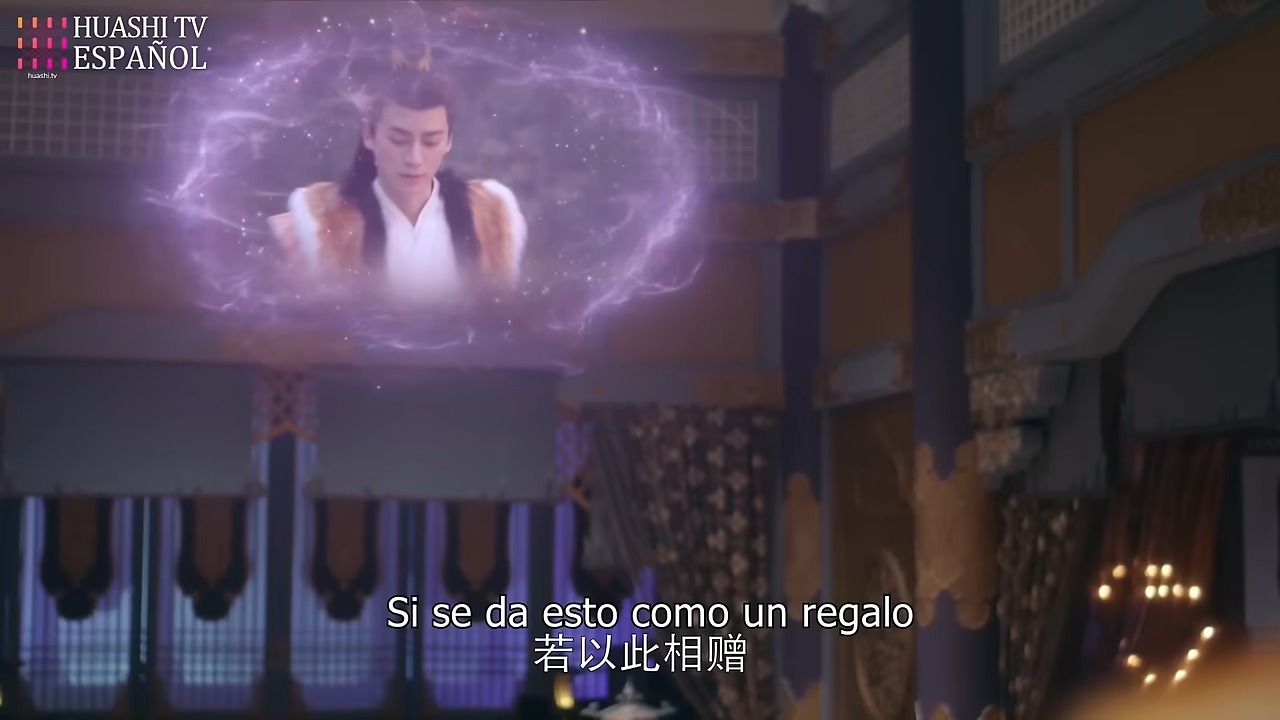 HUASHI TV
ESPAÑOL
huashi.tv
Si se da esto como un regalo
若以此相赠